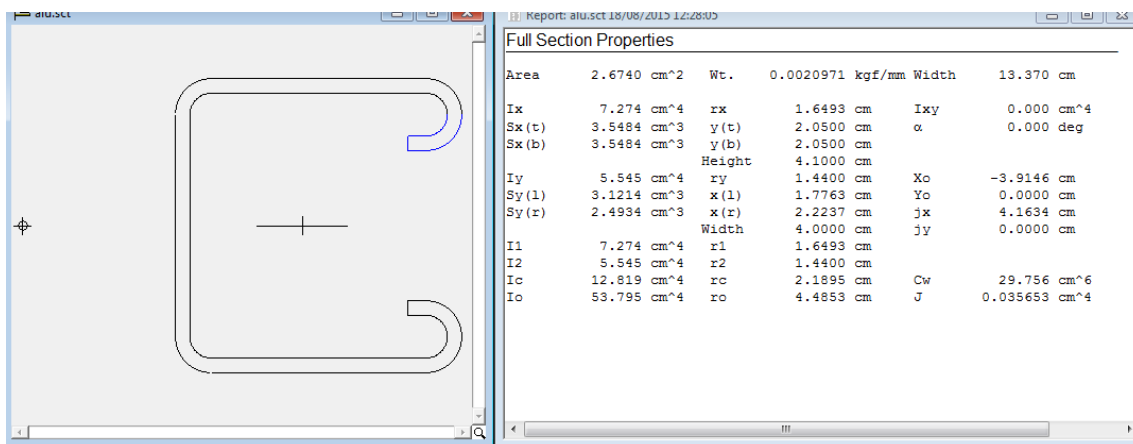 alu.sct
Report: alu.sct 18/08/2015 12:28:05
Full Section Properties
Area 2.6740 cm^2 Wt. 0.0020971 kgf/mm Width 13.370 cm
Ix 7.274 cm^4 rx 1.6493 cm Ixy 0.000 cm^4
Sx(t) 3.5484 cm^3 y(t) 2.0500 cm α 0.000 deg
Sx(b) 3.5484 cm^3 y(b) 2.0500 cm
Height 4.1000 cm
Iy 5.545 cm^4 ry 1.4400 cm Xo -3.9146 cm
Sy(l) 3.1214 cm^3 x(l) 1.7763 cm Yo 0.0000 cm
Sy(r) 2.4934 cm^3 x(r) 2.2237 cm jx 4.1634 cm
Width 4.0000 cm jy 0.0000 cm
I1 7.274 cm^4 r1 1.6493 cm
I2 5.545 cm^4 r2 1.4400 cm
Ic 12.819 cm^4 rc 2.1895 cm Cw 29.756 cm^6
Io 53.795 cm^4 ro 4.4853 cm J 0.035653 cm^4